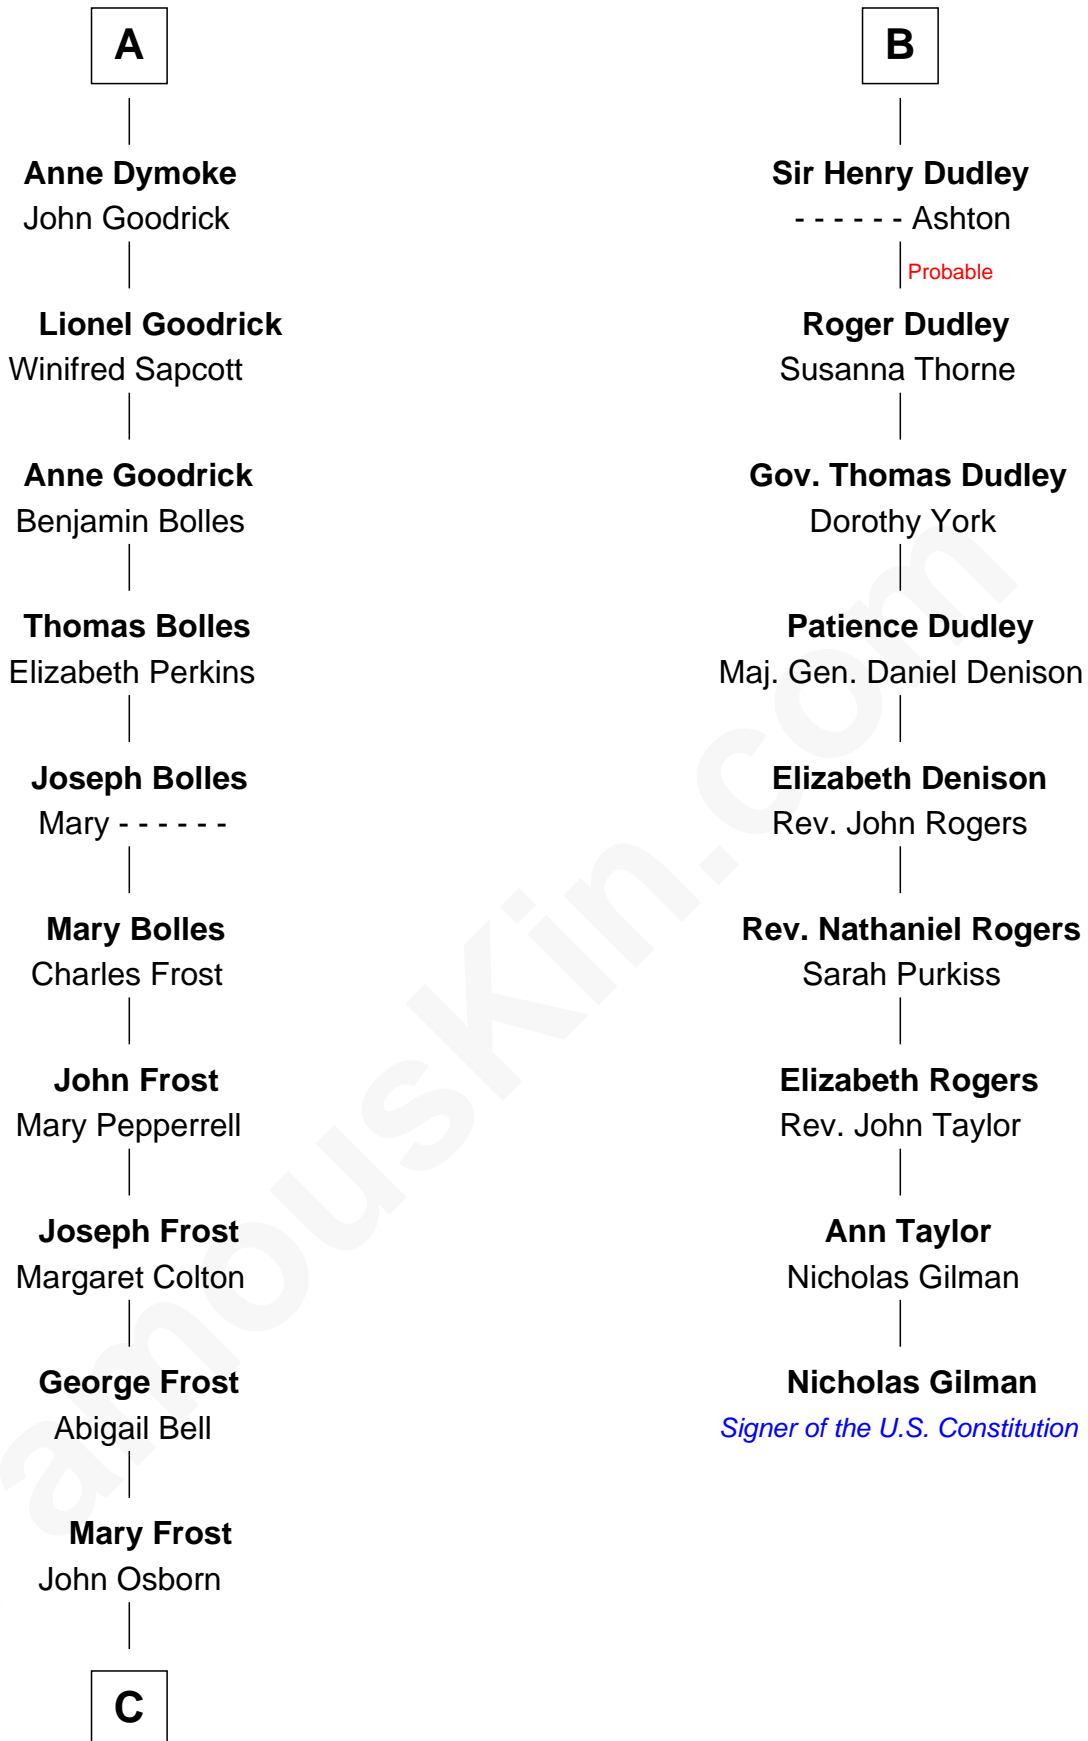 A
Anne Dymoke
John Goodrick
Lionel Goodrick
Winifred Sapcott
Anne Goodrick
Benjamin Bolles
Thomas Bolles
Elizabeth Perkins
Joseph Bolles
Mary - - - - - -
Mary Bolles
Charles Frost
John Frost
Mary Pepperrell
Joseph Frost
Margaret Colton
George Frost
Abigail Bell
Mary Frost
John Osborn
C
B
Sir Henry Dudley
- - - - - - Ashton
Probable
Roger Dudley
Susanna Thorne
Gov. Thomas Dudley
Dorothy York
Patience Dudley
Maj. Gen. Daniel Denison
Elizabeth Denison
Rev. John Rogers
Rev. Nathaniel Rogers
Sarah Purkiss
Elizabeth Rogers
Rev. John Taylor
Ann Taylor
Nicholas Gilman
Nicholas Gilman
Signer of the U.S. Constitution
amouskin.com